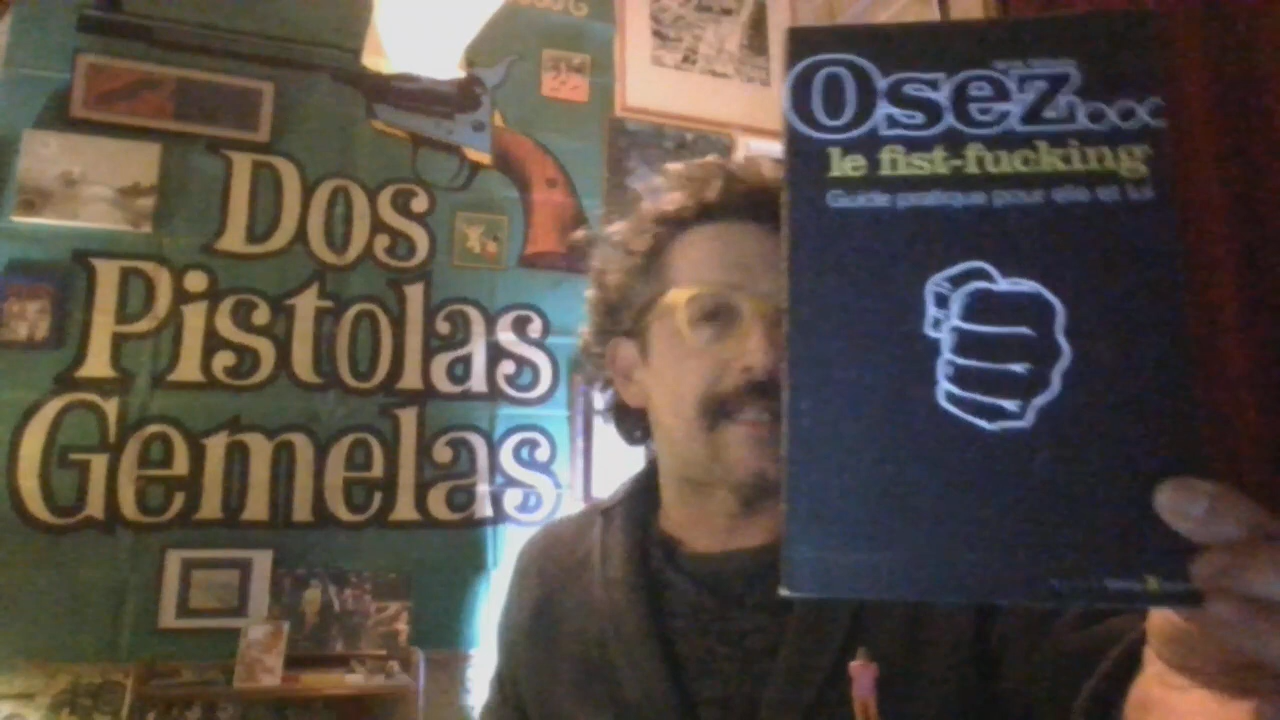 Dos
Pistolas
Gemelas
Osez...
le fist-fucking
Guide pratique pour elle et lui